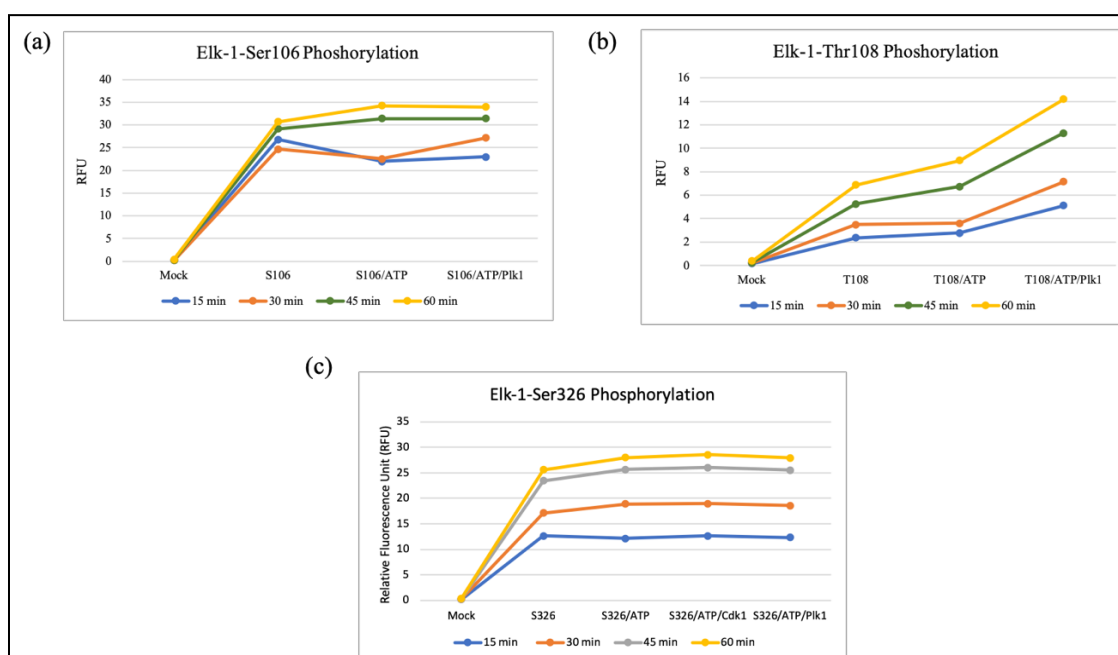 (a)
Elk-1-Ser106 Phoshorylation
40
35
30
25
20
15
10
5
0
RFU
Mock S106 S106/ATP S106/ATP/Plk1
15 min 30 min 45 min 60 min
(b)
Elk-1-Thr108 Phoshorylation
16
14
12
10
8
6
4
2
0
RFU
Mock T108 T108/ATP T108/ATP/Plk1
15 min 30 min 45 min 60 min
(c)
Elk-1-Ser326 Phosphorylation
35
30
25
20
15
10
5
0
Relative Fluorescence Unit (RFU)
Mock S326 S326/ATP S326/ATP/Cdk1 S326/ATP/Plk1
15 min 30 min 45 min 60 min